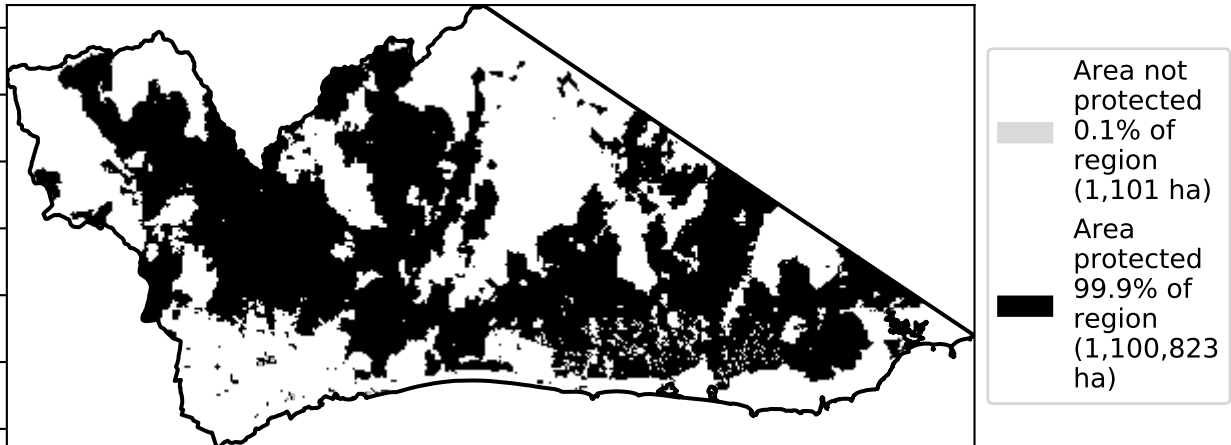 Area not
protected
0.1% of
region
(1,101 ha)
Area
protected
99.9% of
region
(1,100,823
ha)